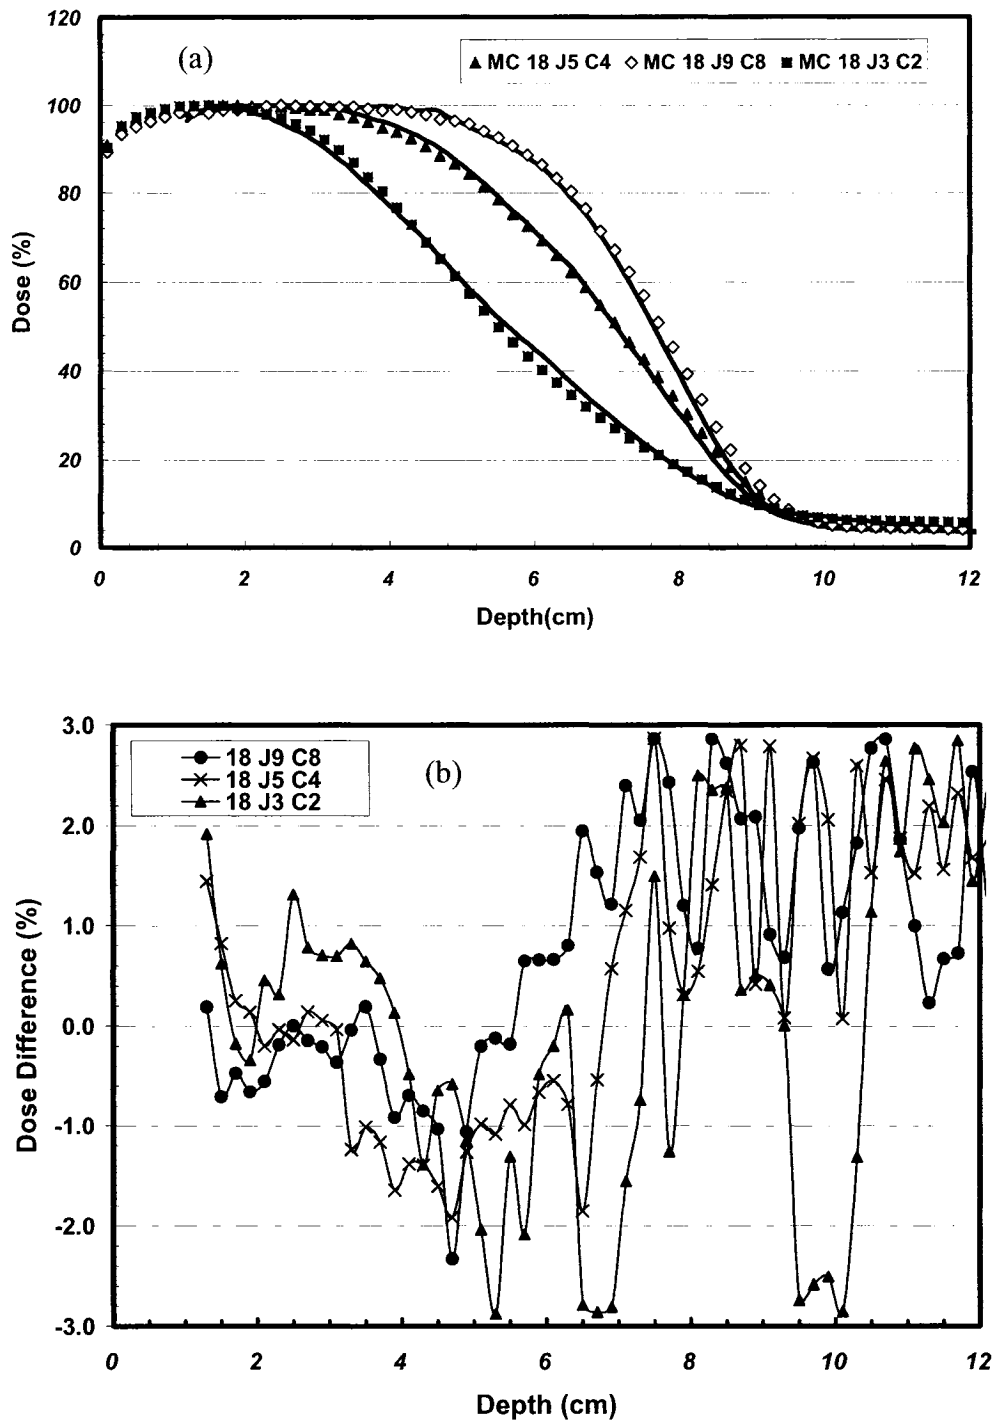 120
100
80
60
40
20
0
Dose (%)
(a)
MC 18 J5 C4 MC 18 J9 C8 MC 18 J3 C2
0 2 4 6 8 10 12
Depth(cm)
3.0
2.0
1.0
0.0
-1.0
-2.0
-3.0
Dose Difference (%)
18 J9 C8
18 J5 C4
18 J3 C2
(b)
0 2 4 6 8 10 12
Depth (cm)